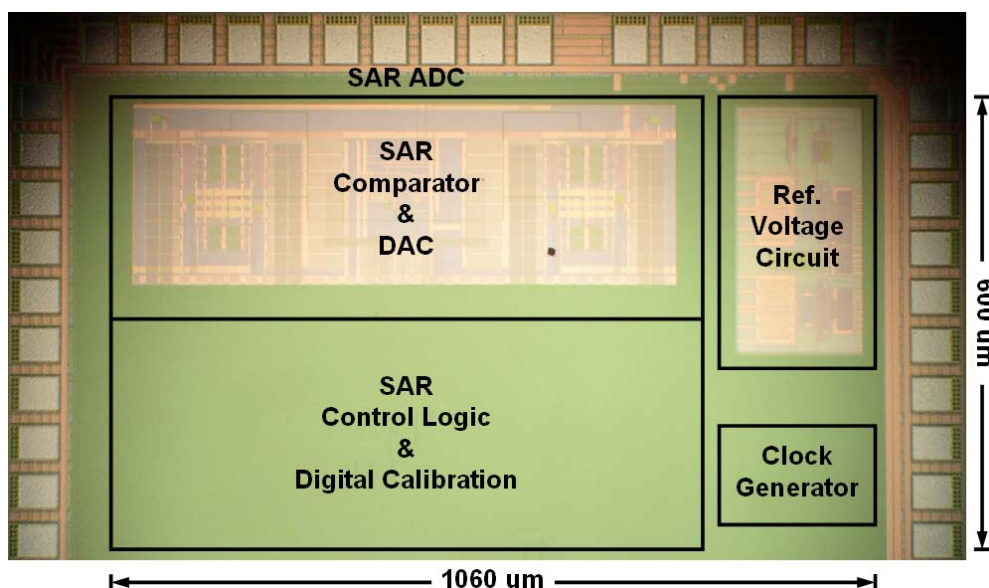 SAR ADC
SAR
Comparator
&
DAC
Ref.
Voltage
Circuit
SAR
Control Logic
&
Digital Calibration
Clock
Generator
600 um
1060 um